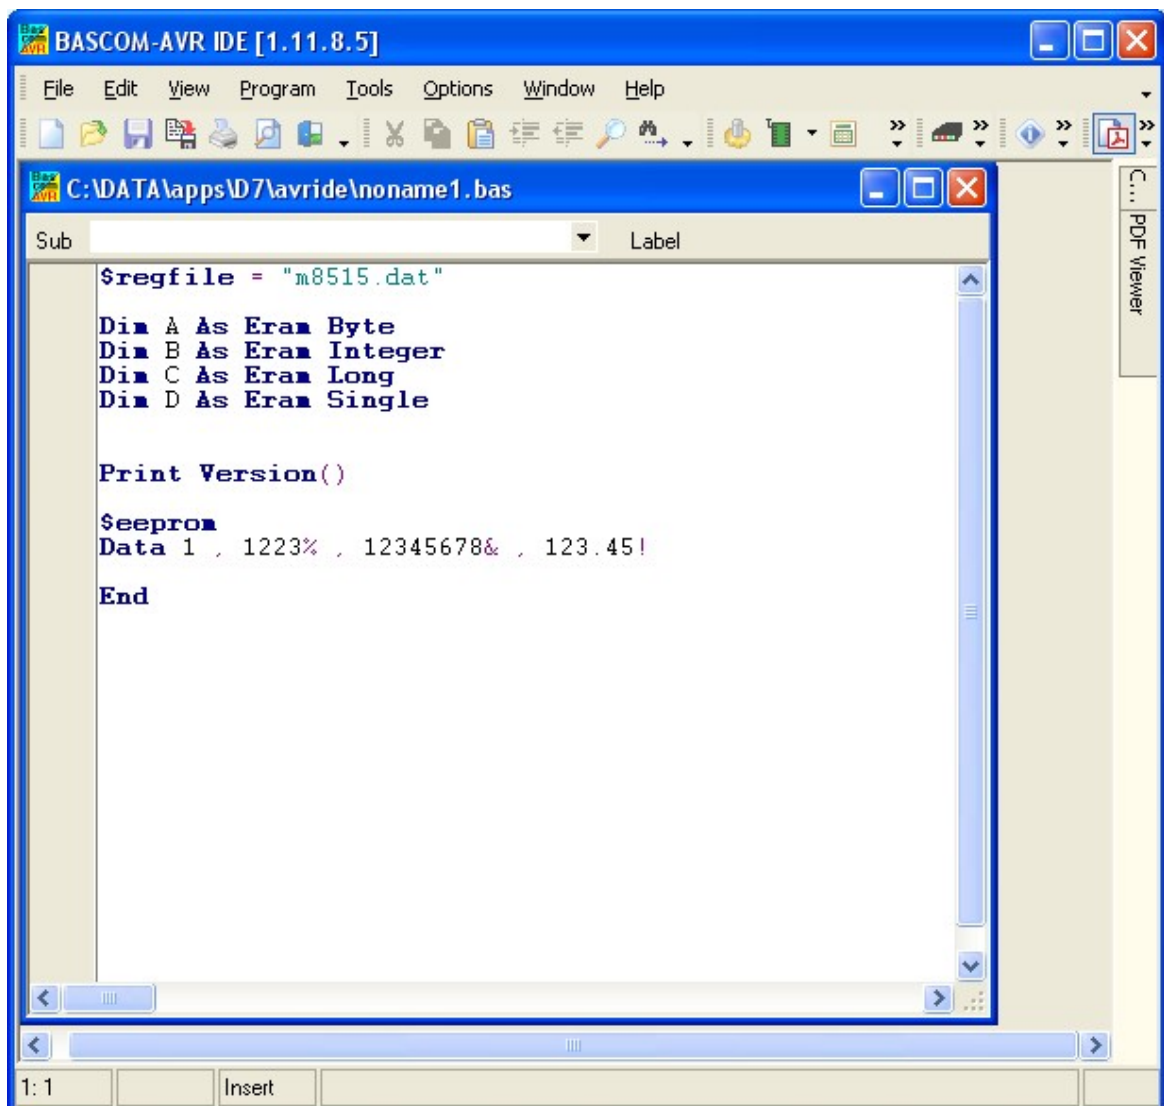 BASCOM-AVR IDE [1.11.8.5]
File Edit View Program Tools Options Window Help
C:\DATA\apps\D7\avride\noname1.bas
Sub Label
$regfile = "m8515.dat"
Dim A As Eram Byte
Dim B As Eram Integer
Dim C As Eram Long
Dim D As Eram Single
Print Version()
$eeprom
Data 1 , 1223% , 12345678& , 123.45!
End
C...
PDF Viewer
1: 1 Insert